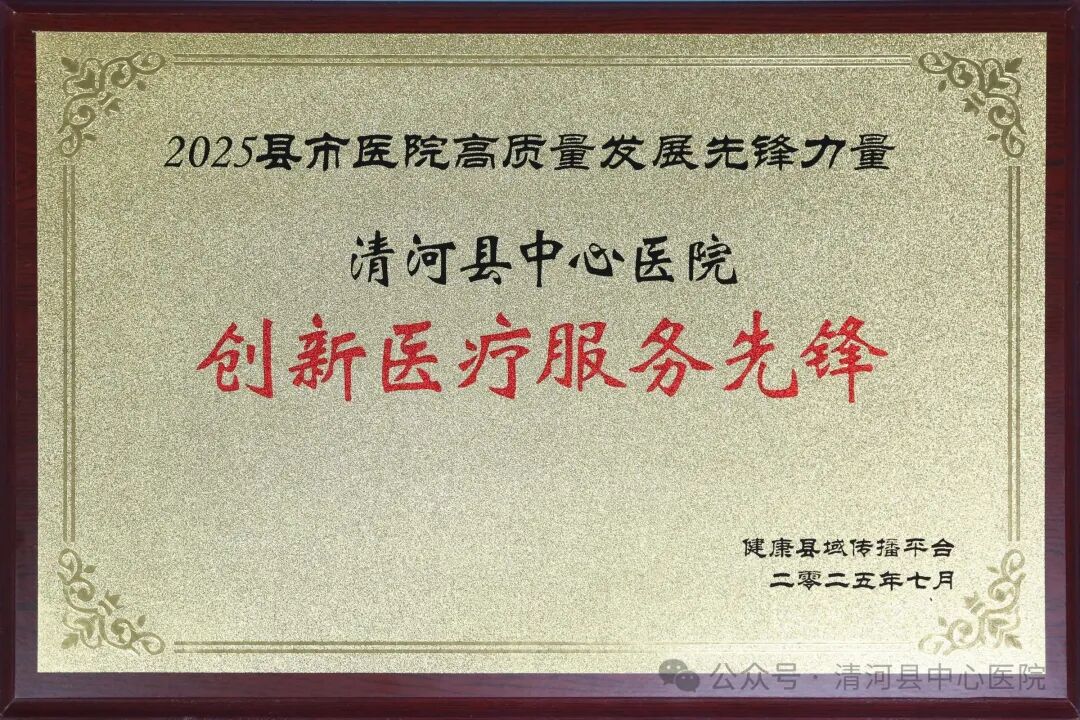 2025县市医院高质量发展先锋力量
清河县中心医院
创新医疗服务先锋
健康县域传播平台
二零二五年七月
公众号·清河县中心医院